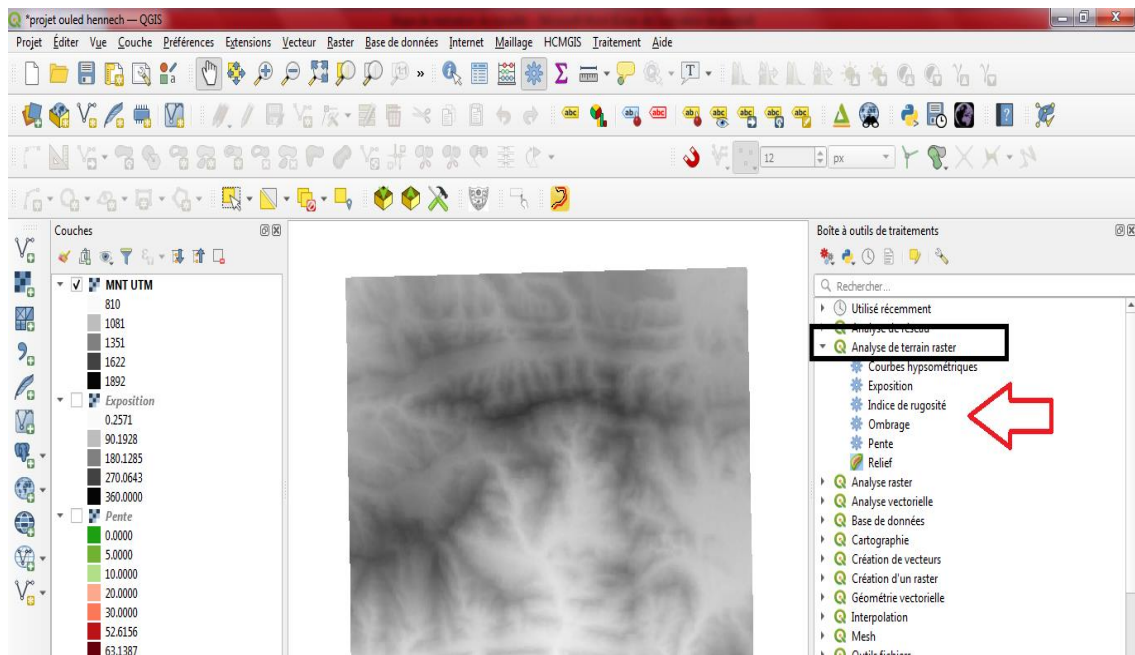 *projet ouled hennech — QGIS
Projet Éditer Vue Couche Préférences Extensions Vecteur Raster Base de données Internet Maillage HCMGIS Traitement Aide
12 px
Couches
MNT UTM
810
1081
1351
1622
1892
Exposition
0.2571
90.1928
180.1285
270.0643
360.0000
Pente
0.0000
5.0000
10.0000
20.0000
30.0000
52.6156
63.1387
Boîte à outils de traitements
Rechercher...
Utilisé récemment
Analyse de réseau
Analyse de terrain raster
Courbes hypsométriques
Exposition
Indice de rugosité
Ombrage
Pente
Relief
Analyse raster
Analyse vectorielle
Base de données
Cartographie
Création de vecteurs
Création d'un raster
Géométrie vectorielle
Interpolation
Mesh
Outils fichiers